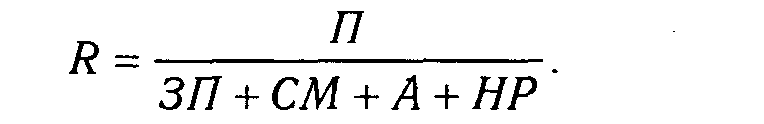 R = П / (ЗП + СМ + А + НР).